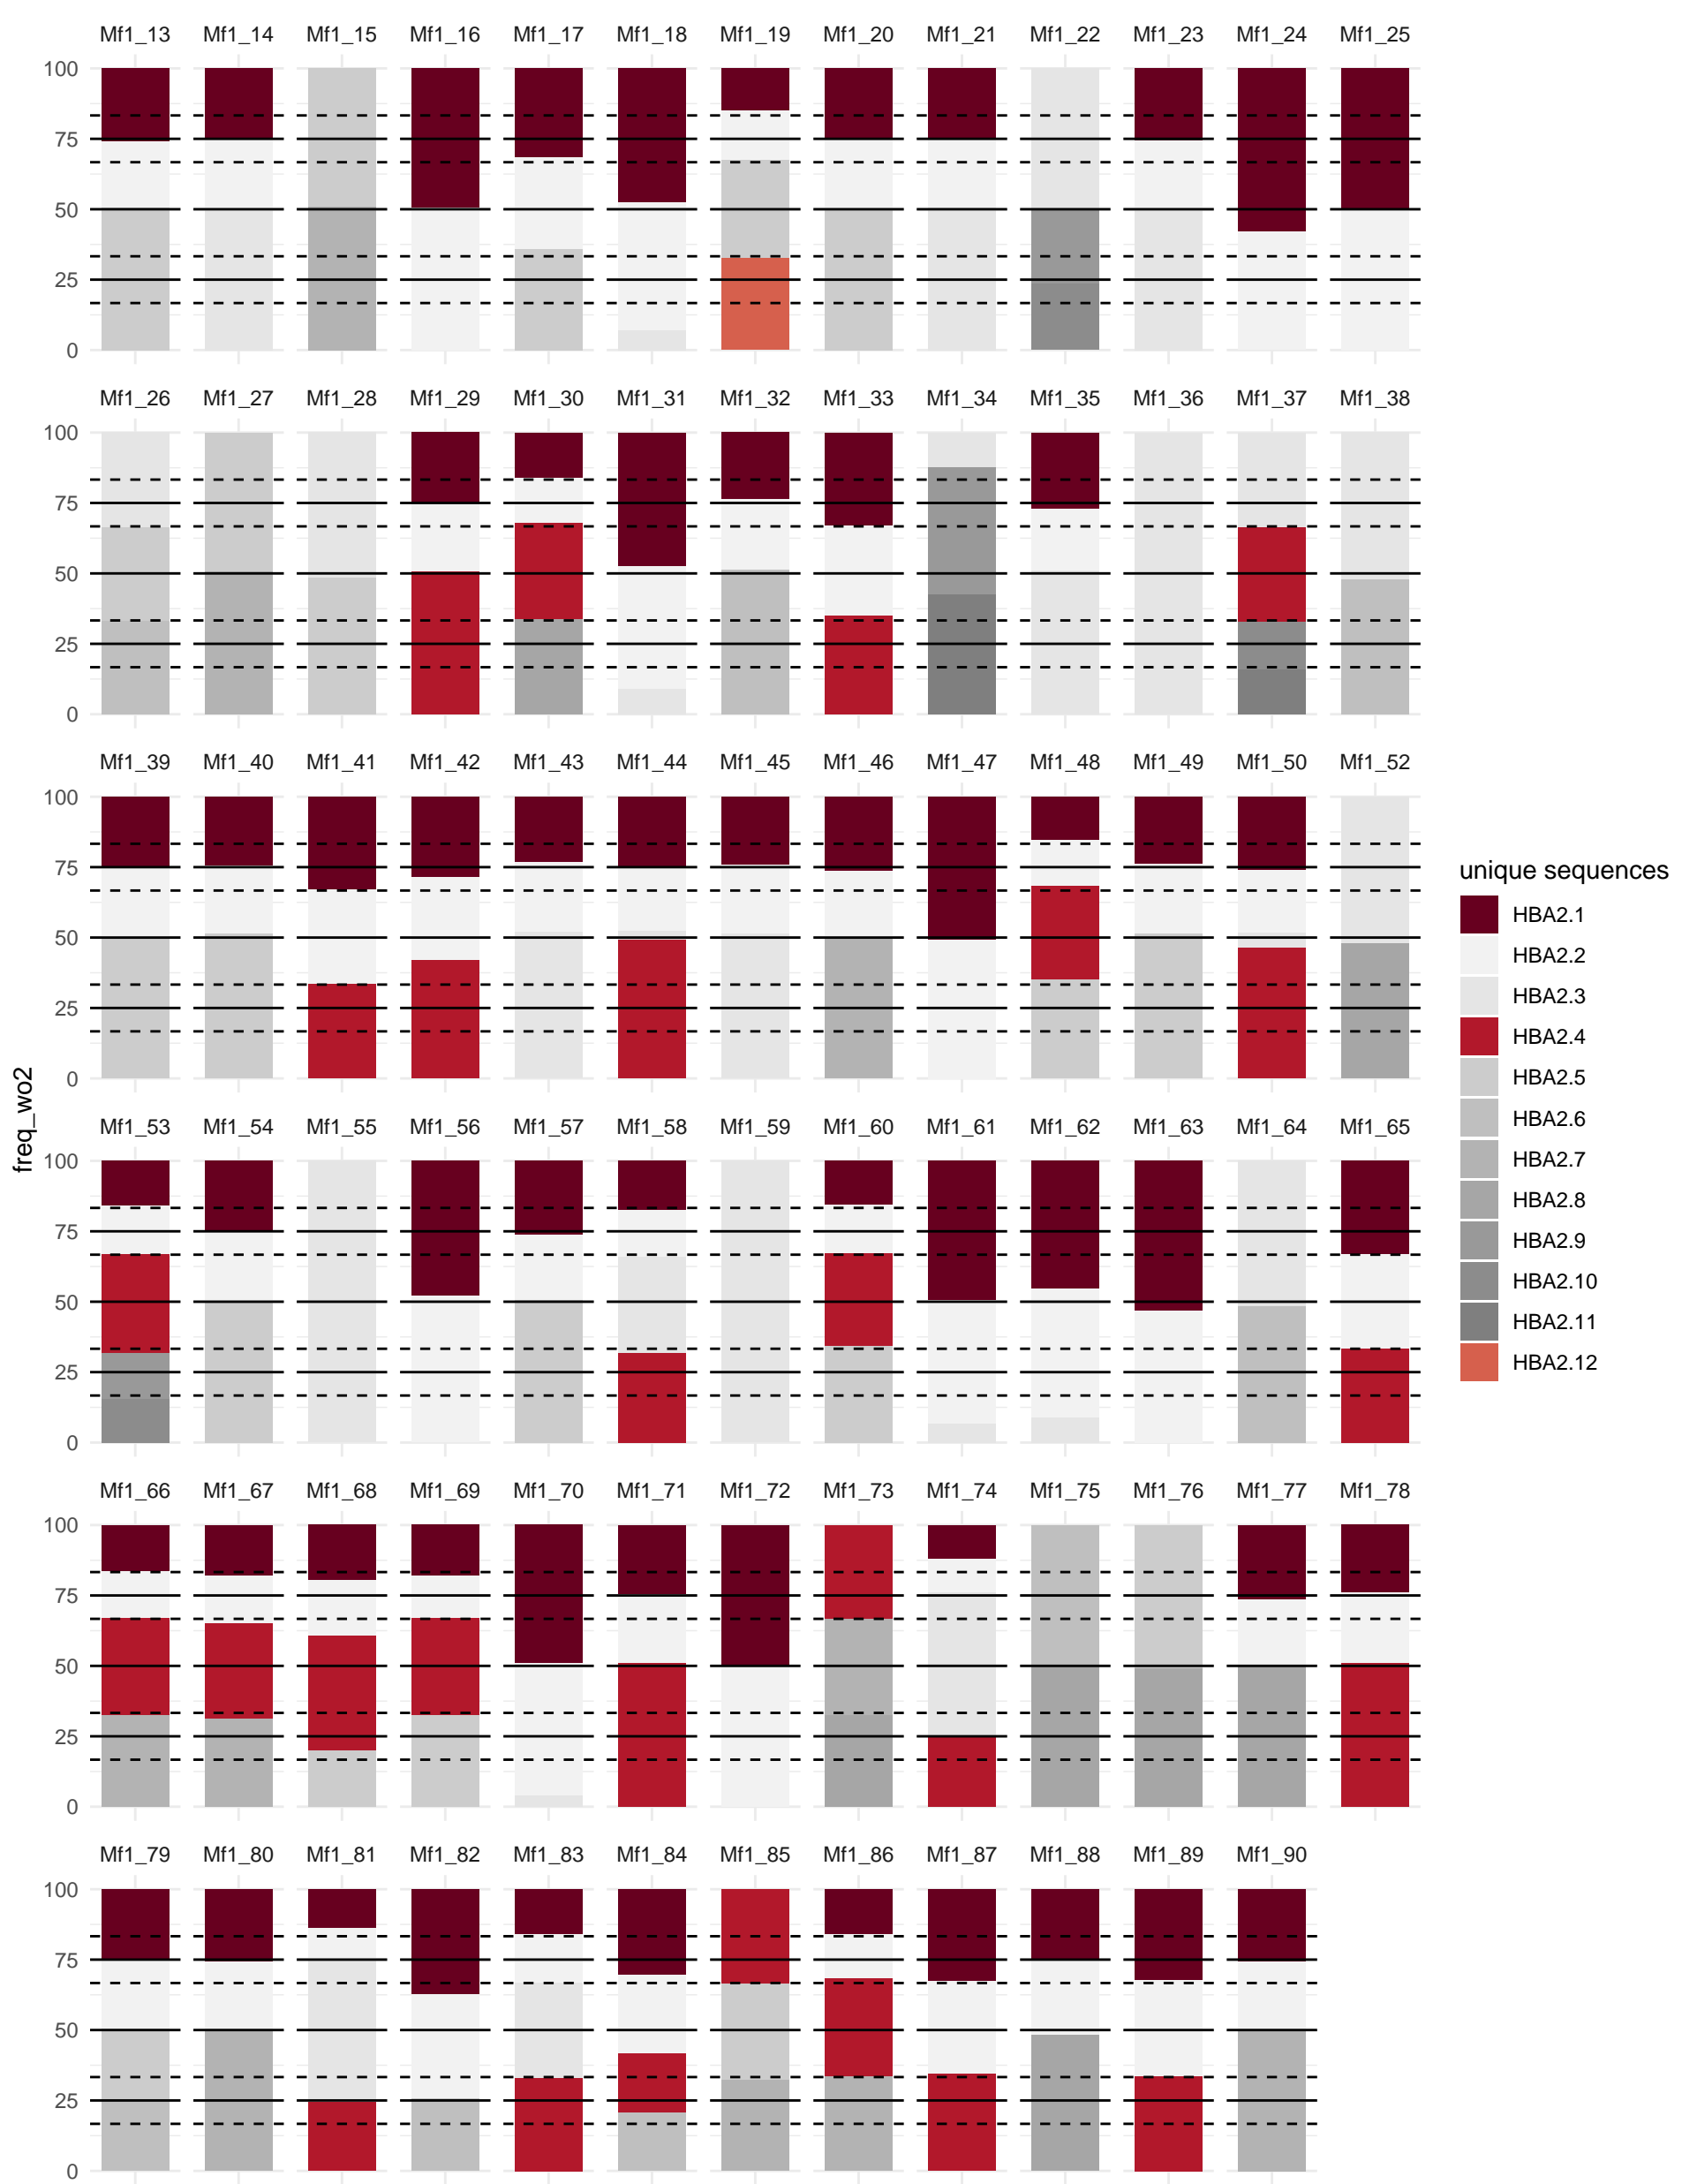 Mf1_13 Mf1_14 Mf1_15 Mf1_16 Mf1_17 Mf1_18 Mf1_19 Mf1_20 Mf1_21 Mf1_22 Mf1_23 Mf1_24 Mf1_25
100
75
50
25
0
Mf1_26 Mf1_27 Mf1_28 Mf1_29 Mf1_30 Mf1_31 Mf1_32 Mf1_33 Mf1_34 Mf1_35 Mf1_36 Mf1_37 Mf1_38
100
75
50
25
0
Mf1_39 Mf1_40 Mf1_41 Mf1_42 Mf1_43 Mf1_44 Mf1_45 Mf1_46 Mf1_47 Mf1_48 Mf1_49 Mf1_50 Mf1_52
100
75
50
25
0
freq_wo2
Mf1_53 Mf1_54 Mf1_55 Mf1_56 Mf1_57 Mf1_58 Mf1_59 Mf1_60 Mf1_61 Mf1_62 Mf1_63 Mf1_64 Mf1_65
100
75
50
25
0
Mf1_66 Mf1_67 Mf1_68 Mf1_69 Mf1_70 Mf1_71 Mf1_72 Mf1_73 Mf1_74 Mf1_75 Mf1_76 Mf1_77 Mf1_78
100
75
50
25
0
Mf1_79 Mf1_80 Mf1_81 Mf1_82 Mf1_83 Mf1_84 Mf1_85 Mf1_86 Mf1_87 Mf1_88 Mf1_89 Mf1_90
100
75
50
25
0
unique sequences
HBA2.1
HBA2.2
HBA2.3
HBA2.4
HBA2.5
HBA2.6
HBA2.7
HBA2.8
HBA2.9
HBA2.10
HBA2.11
HBA2.12